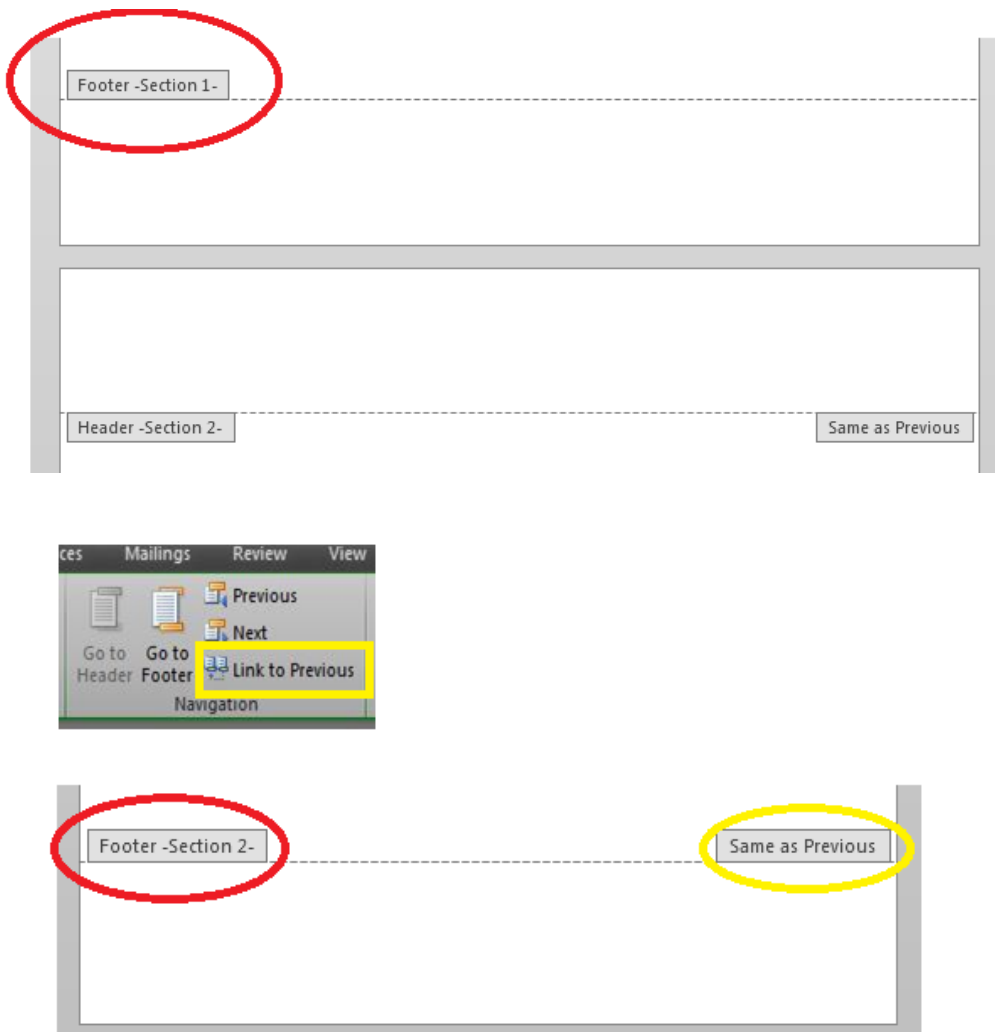 Footer -Section 1-
Header -Section 2-
Same as Previous
ces Mailings Review View
Previous
Next
Go to Header
Go to Footer
Link to Previous
Navigation
Footer -Section 2-
Same as Previous